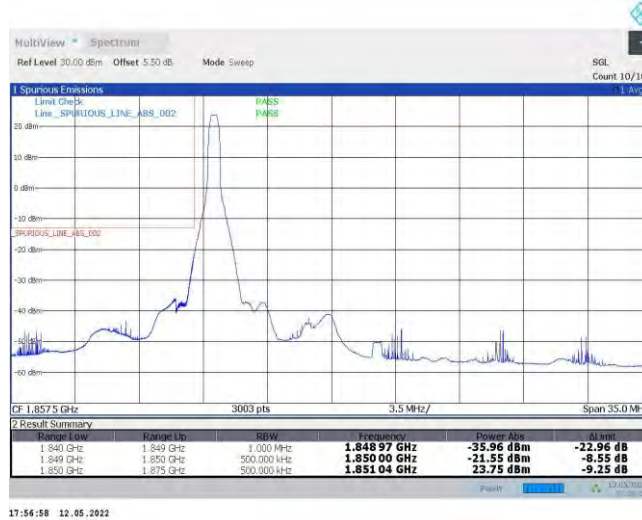 MultiView Spectrum
Ref Level 30.00 dBm Offset 5.50 dB Mode Sweep SGL
Count 10/10
1 Spurious Emissions 1 Avg
Limit Check PASS
Line _SPURIOUS_LINE_ABS_002 PASS
20 dBm
10 dBm
0 dBm
-10 dBm
_SPURIOUS_LINE_ABS_002
-20 dBm
-30 dBm
-40 dBm
-50 dBm
-60 dBm
CF 1.8575 GHz 3003 pts 3.5 MHz/ Span 35.0 MH
2 Result Summary
Range Low Range Up RBW Frequency Power Abs ΔLimit
1.840 GHz 1.849 GHz 1.000 MHz 1.848 97 GHz -35.96 dBm -22.96 dB
1.849 GHz 1.850 GHz 500.000 kHz 1.850 00 GHz -21.55 dBm -8.55 dB
1.850 GHz 1.875 GHz 500.000 kHz 1.851 04 GHz 23.75 dBm -9.25 dB
Ready
17:56:58 12.05.2022